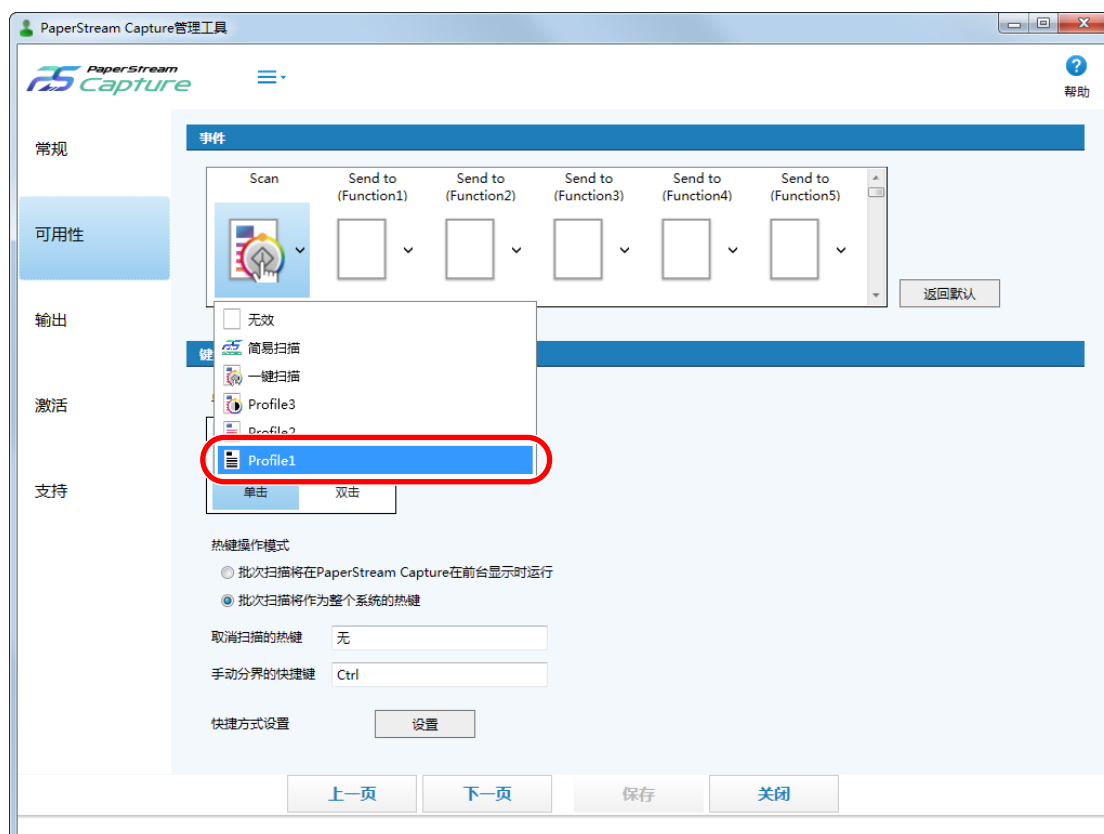 PaperStream Capture管理工具
PaperStream
Capture
帮助
常规
可用性
输出
激活
支持
事件
Scan
Send to
(Function1)
Send to
(Function2)
Send to
(Function3)
Send to
(Function4)
Send to
(Function5)
返回默认
无效
简易扫描
一键扫描
Profile3
Profile2
Profile1
键
单击
双击
热键操作模式
批次扫描将在PaperStream Capture在前台显示时运行
批次扫描将作为整个系统的热键
取消扫描的热键
无
手动分界的快捷键
Ctrl
快捷方式设置
设置
上一页
下一页
保存
关闭